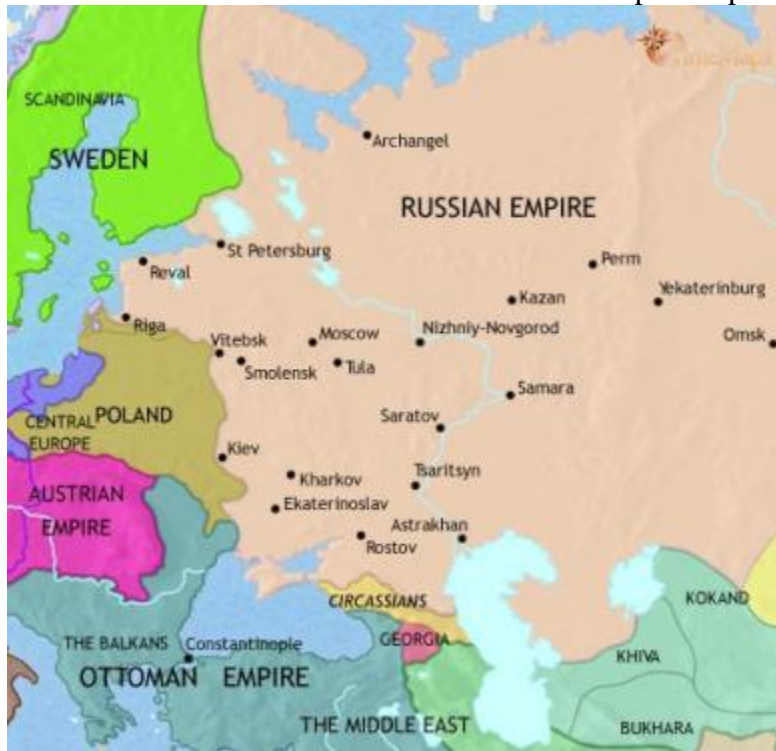 TimeMaps
SCANDINAVIA
SWEDEN
Archangel
RUSSIAN EMPIRE
St Petersburg
Reval
Perm
Yekaterinburg
Kazan
Riga
Vitebsk
Moscow
Nizhniy-Novgorod
Omsk
Smolensk
Tula
Samara
POLAND
CENTRAL
EUROPE
Saratov
Kiev
Kharkov
Tsaritsyn
AUSTRIAN
EMPIRE
Ekaterinoslav
Astrakhan
Rostov
CIRCASSIANS
KOKAND
THE BALKANS
Constantinople
GEORGIA
KHIVA
OTTOMAN EMPIRE
THE MIDDLE EAST
BUKHARA